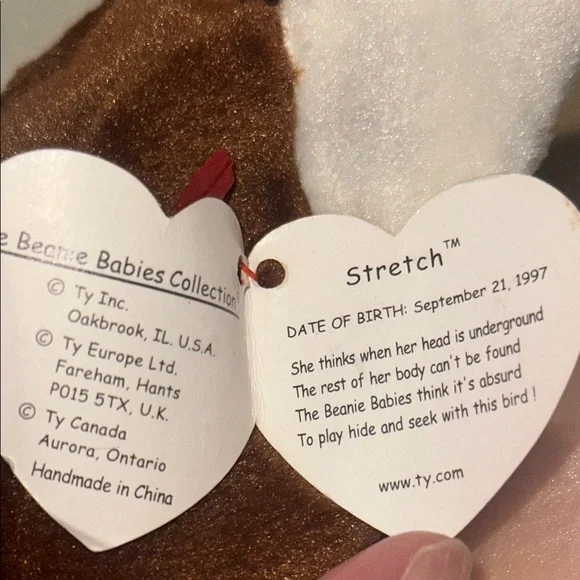 e Beanie Babies Collection
© Ty Inc.
Oakbrook, IL. U.S.A.
© Ty Europe Ltd.
Fareham, Hants
PO15 5TX, U.K.
© Ty Canada
Aurora, Ontario
Handmade in China
Stretch™
DATE OF BIRTH: September 21, 1997
She thinks when her head is underground
The rest of her body can't be found
The Beanie Babies think it's absurd
To play hide and seek with this bird !
www.ty.com